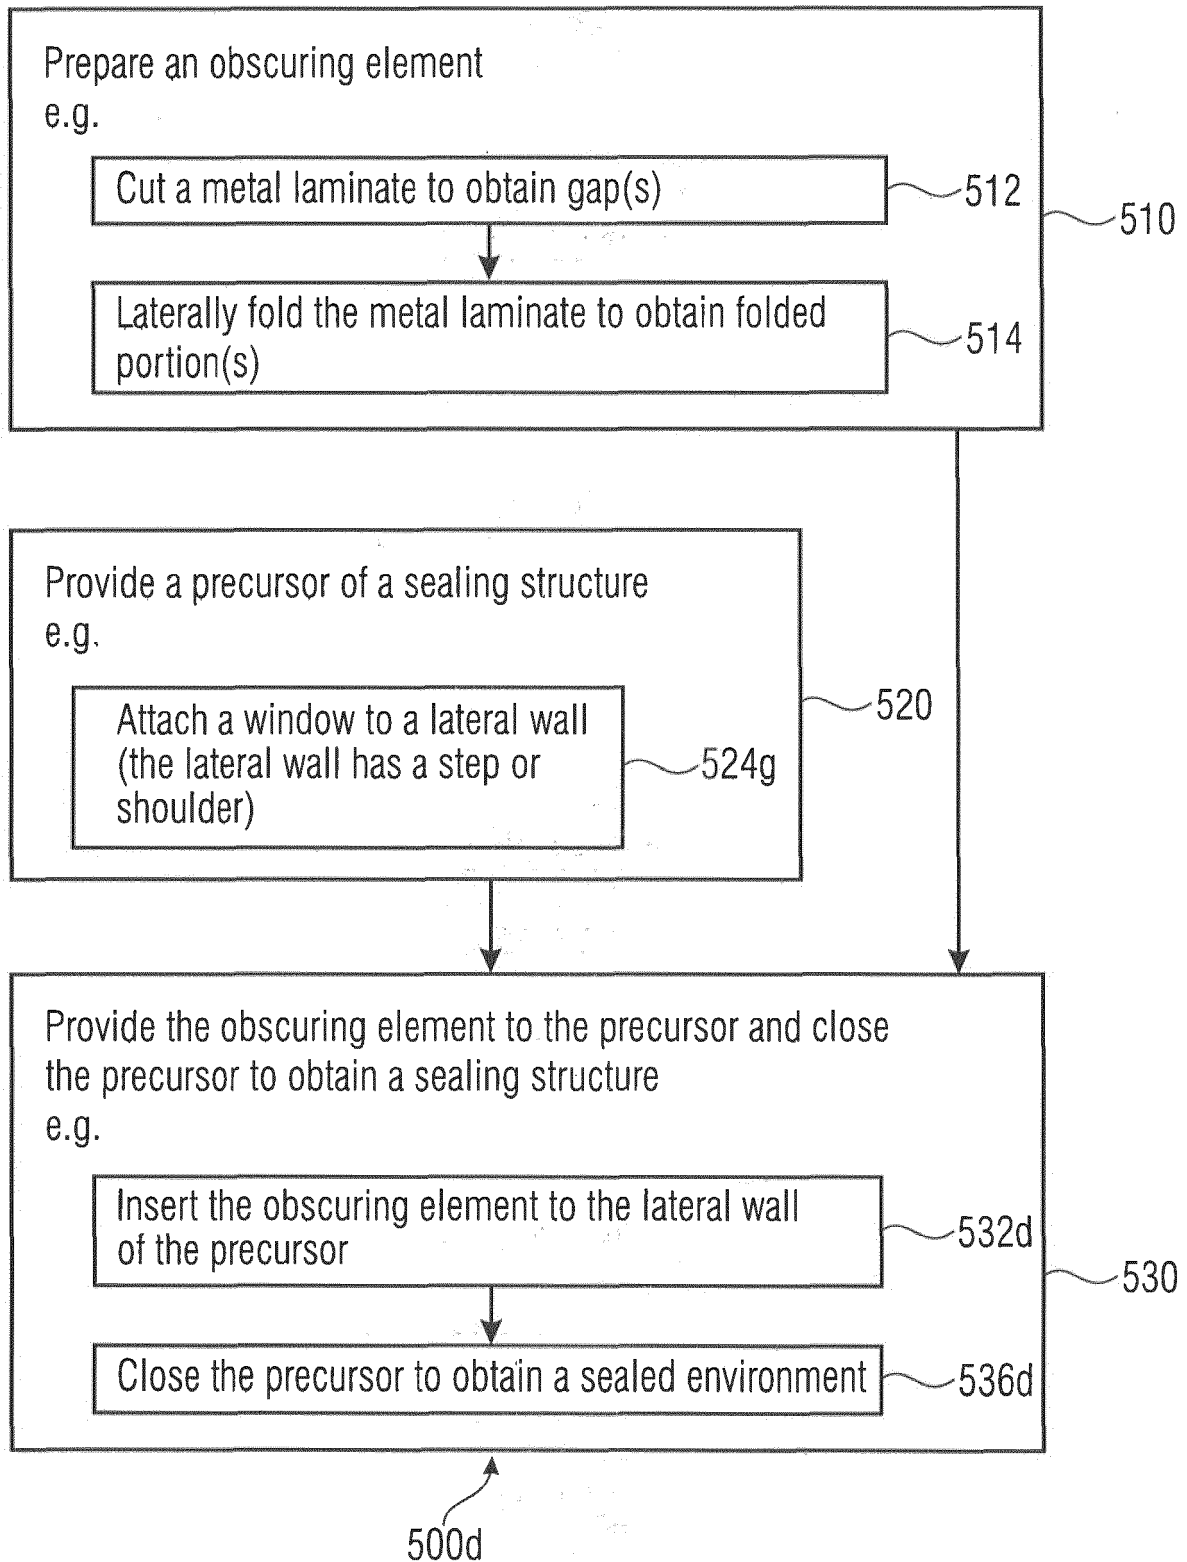 Prepare an obscuring element
e.g.
Cut a metal laminate to obtain gap(s)
512
510
Laterally fold the metal laminate to obtain folded
portion(s)
514
Provide a precursor of a sealing structure
e.g.
520
Attach a window to a lateral wall
(the lateral wall has a step or
shoulder)
524g
Provide the obscuring element to the precursor and close
the precursor to obtain a sealing structure
e.g.
Insert the obscuring element to the lateral wall
of the precursor
532d
530
Close the precursor to obtain a sealed environment
536d
500d